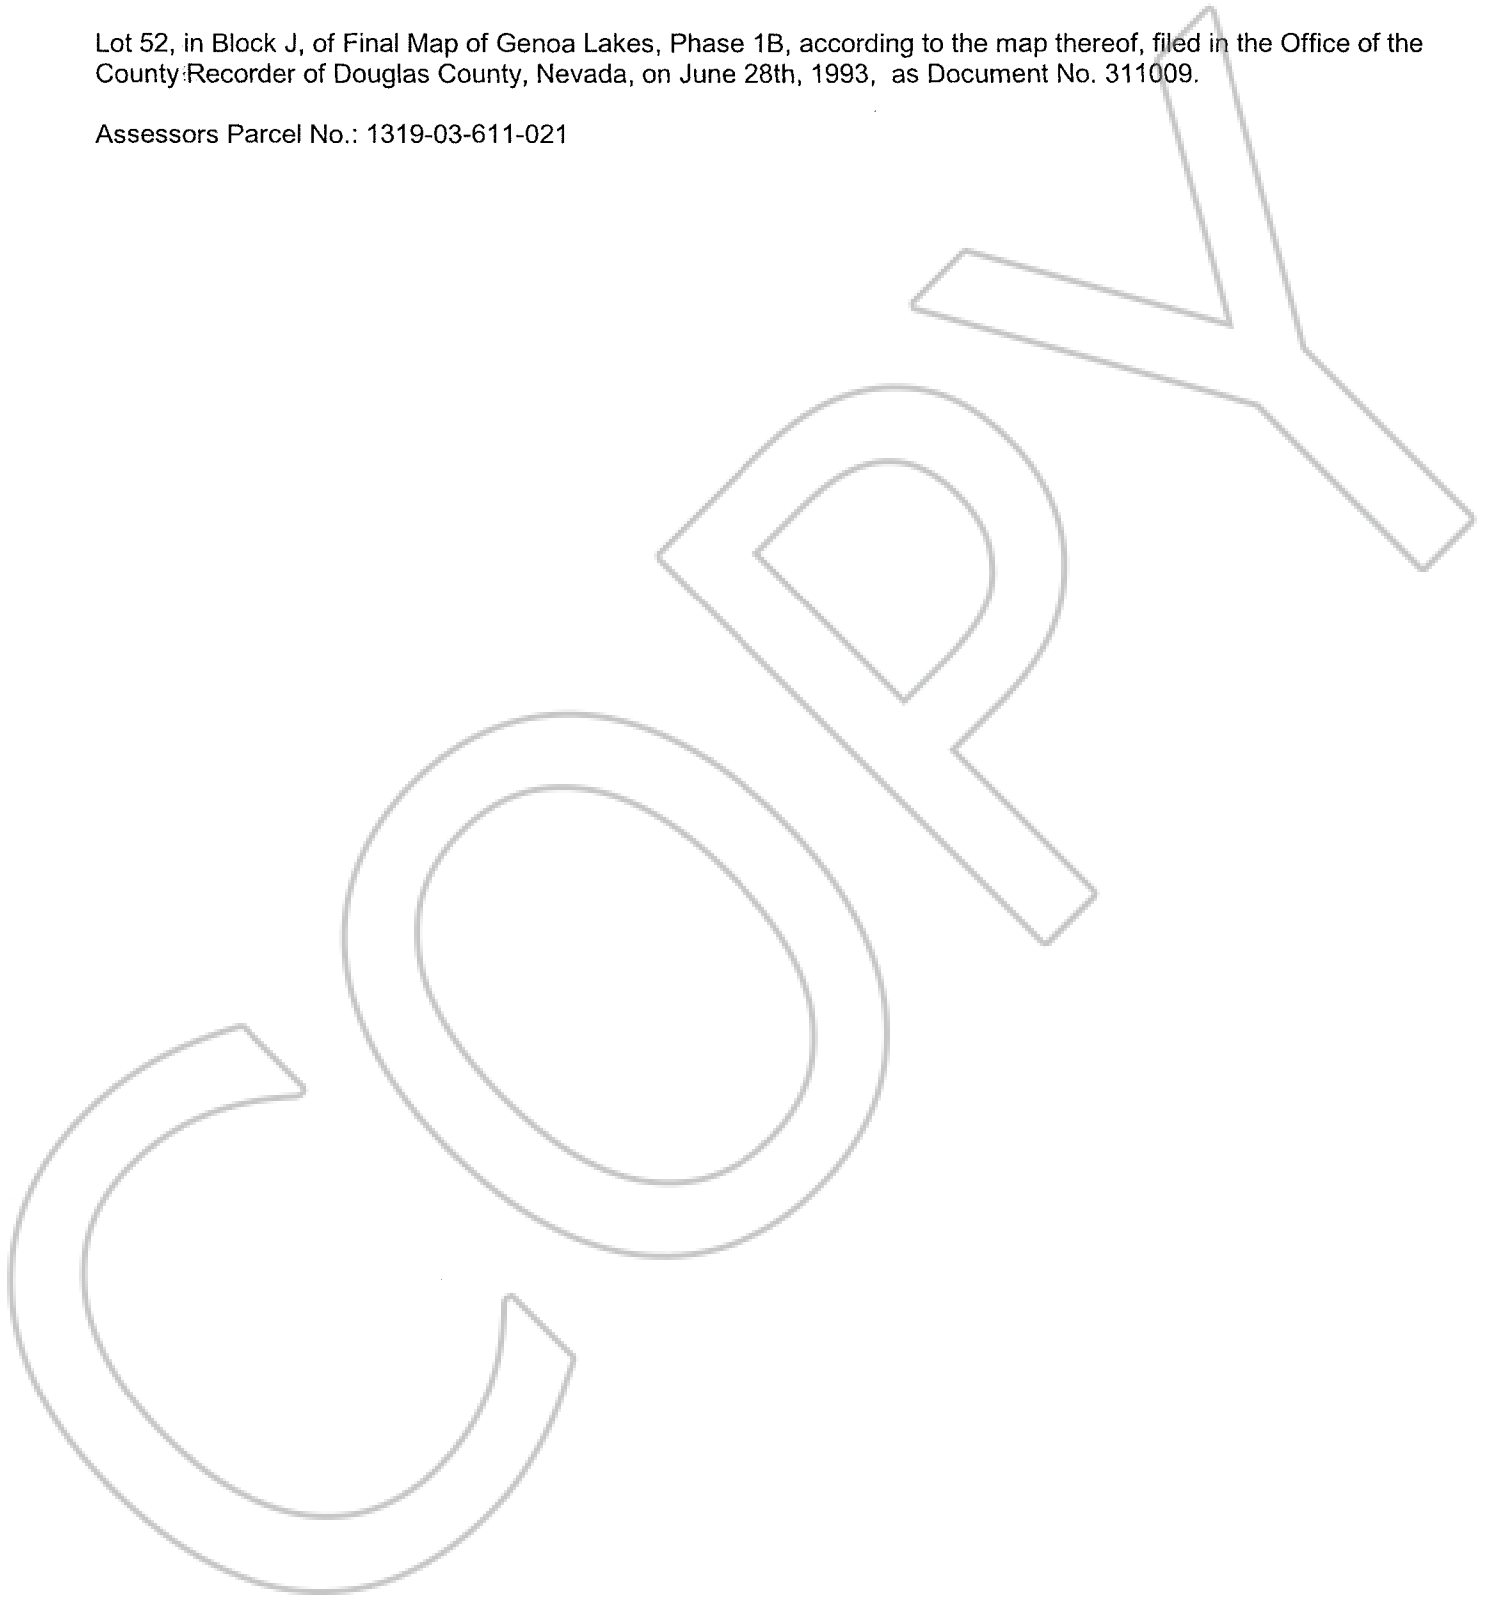 Lot 52, in Block J, of Final Map of Genoa Lakes, Phase 1B, according to the map thereof, filed in the Office of the
County Recorder of Douglas County, Nevada, on June 28th, 1993, as Document No. 311009.
Assessors Parcel No.: 1319-03-611-021
COPY